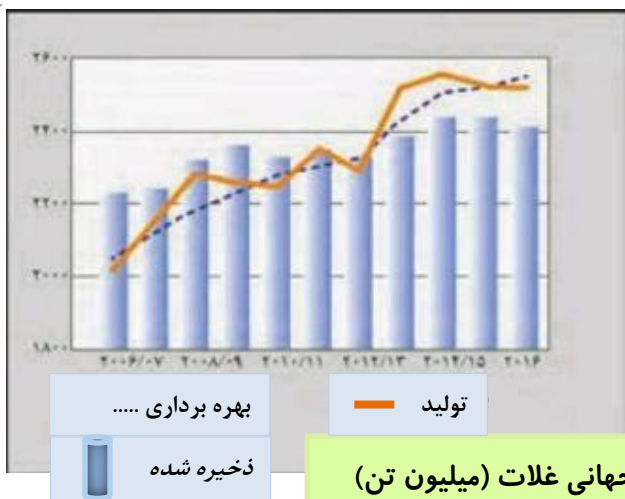 ۲۶۰۰
۲۴۰۰
۲۲۰۰
۲۰۰۰
۱۸۰۰
۲۰۰۶/۰۷ ۲۰۰۸/۰۹ ۲۰۱۰/۱۱ ۲۰۱۲/۱۳ ۲۰۱۴/۱۵ ۲۰۱۶
تولید
بهره برداری .....
ذخیره شده
جهانی غلات (میلیون تن)